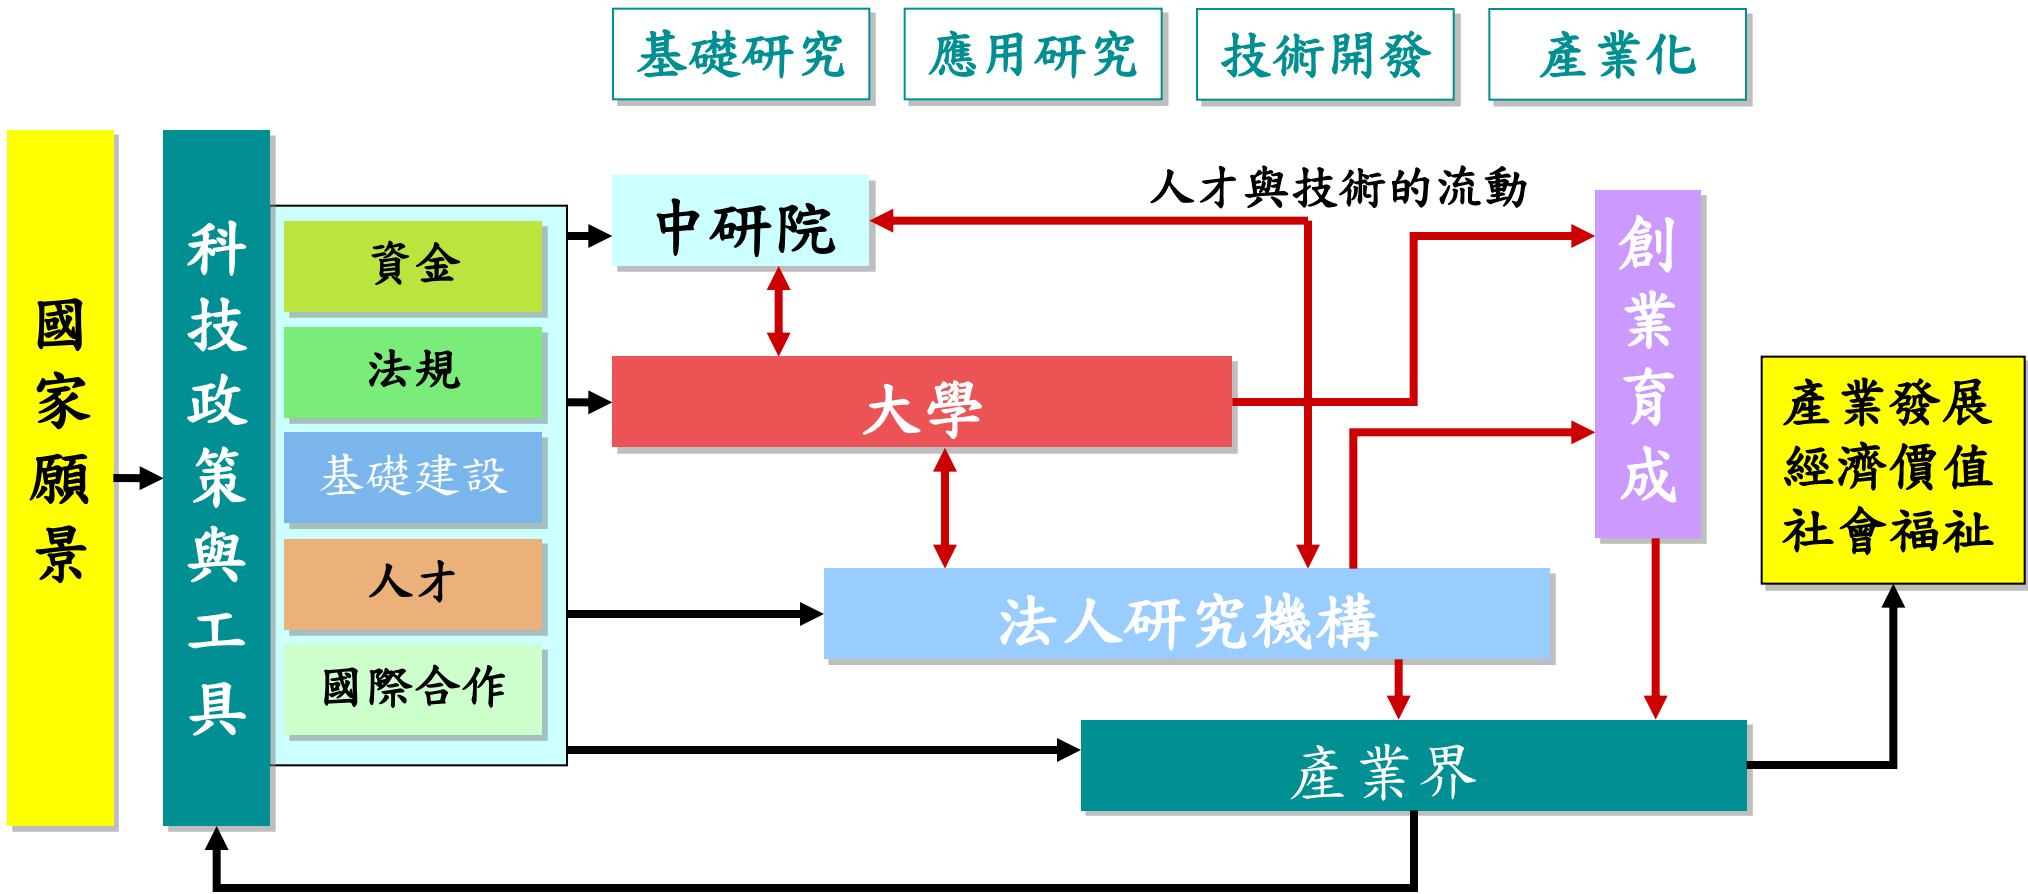 基礎研究
應用研究
技術開發
產業化
國家願景
科技政策與工具
資金
法規
基礎建設
人才
國際合作
中研院
人才與技術的流動
大學
法人研究機構
產業界
創業育成
產業發展
經濟價值
社會福祉